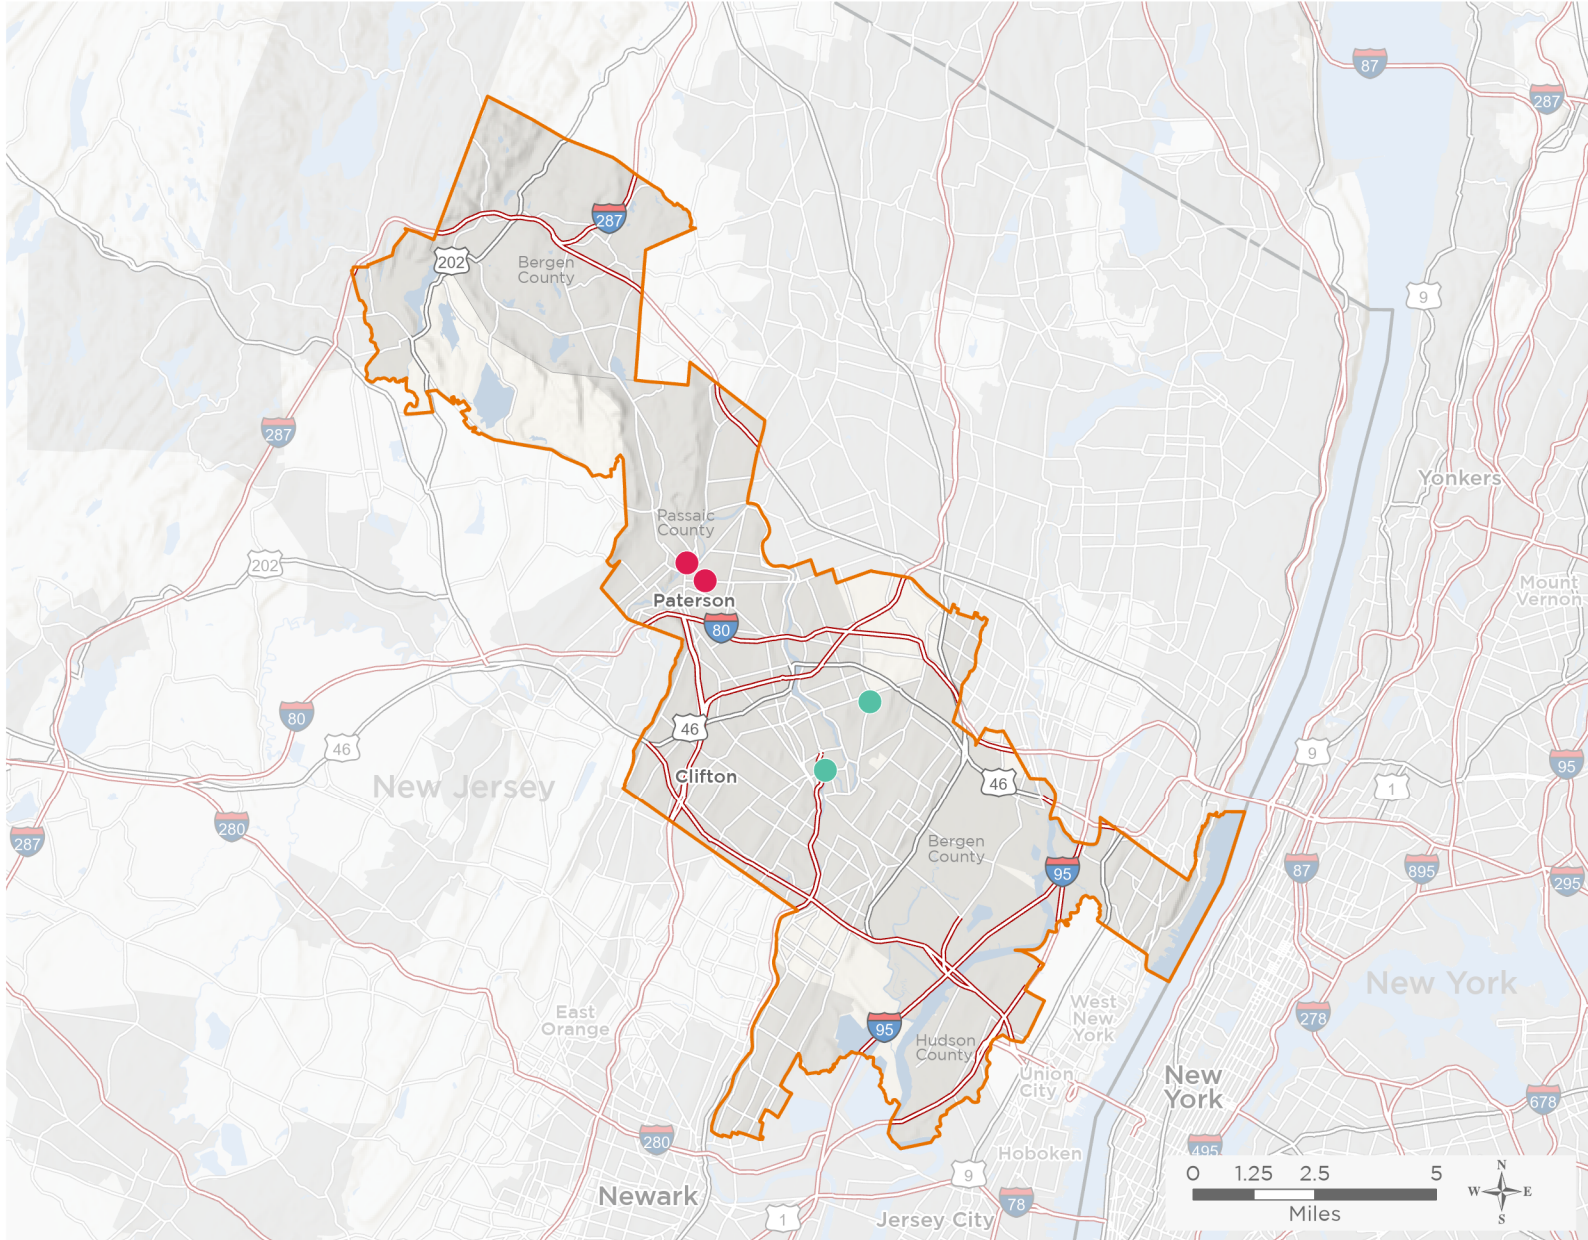 87
287
287
202
Bergen
County
9
287
Yonkers
Passaic
County
202
Mount
Vernon
Paterson
80
80
46
46
9
95
Clifton
46
1
New Jersey
280
287
Bergen
County
95
87
895
295
New York
East
Orange
West
New
York
278
95
Hudson
County
Union
City
New
York
678
280
495
Hoboken
9
Newark
78
1
Jersey City
0 1.25 2.5 5
Miles
N
W E
S